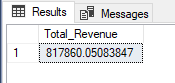 Results Messages
Total_Revenue
1 817860.05083847